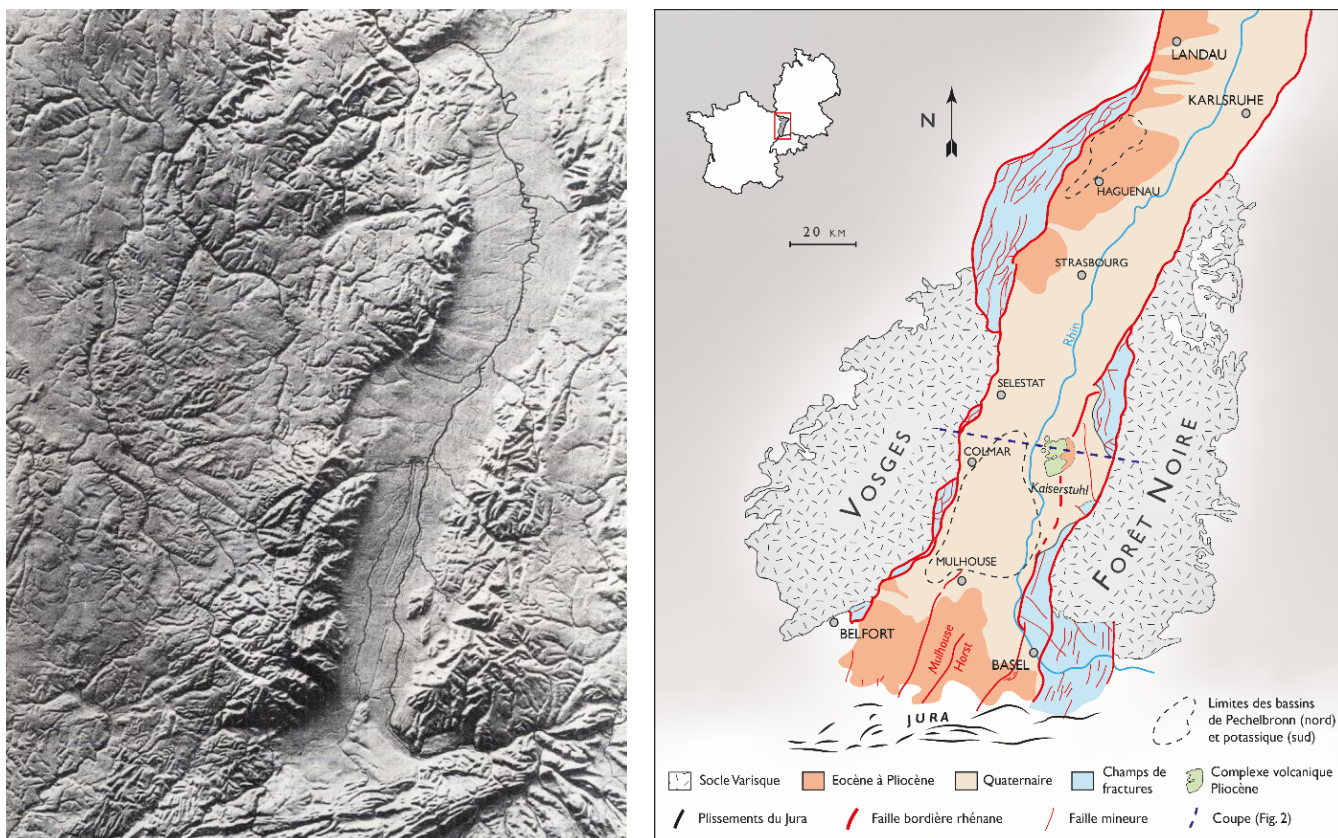 LANDAU
KARLSRUHE
N
HAGUENAU
20 KM
STRASBOURG
Rhin
SELESTAT
VOSGES
COLMAR
Kaiserstuhl
FORÊT NOIRE
MULHOUSE
BELFORT
Mulhouse
Horst
BASEL
JURA
Limites des bassins
de Pechelbronn (nord)
et potassique (sud)
Socle Varisque
Eocène à Pliocène
Quaternaire
Champs de
fractures
Complexe volcanique
Pliocène
Plissements du Jura
Faille bordière rhénane
Faille mineure
Coupe (Fig. 2)